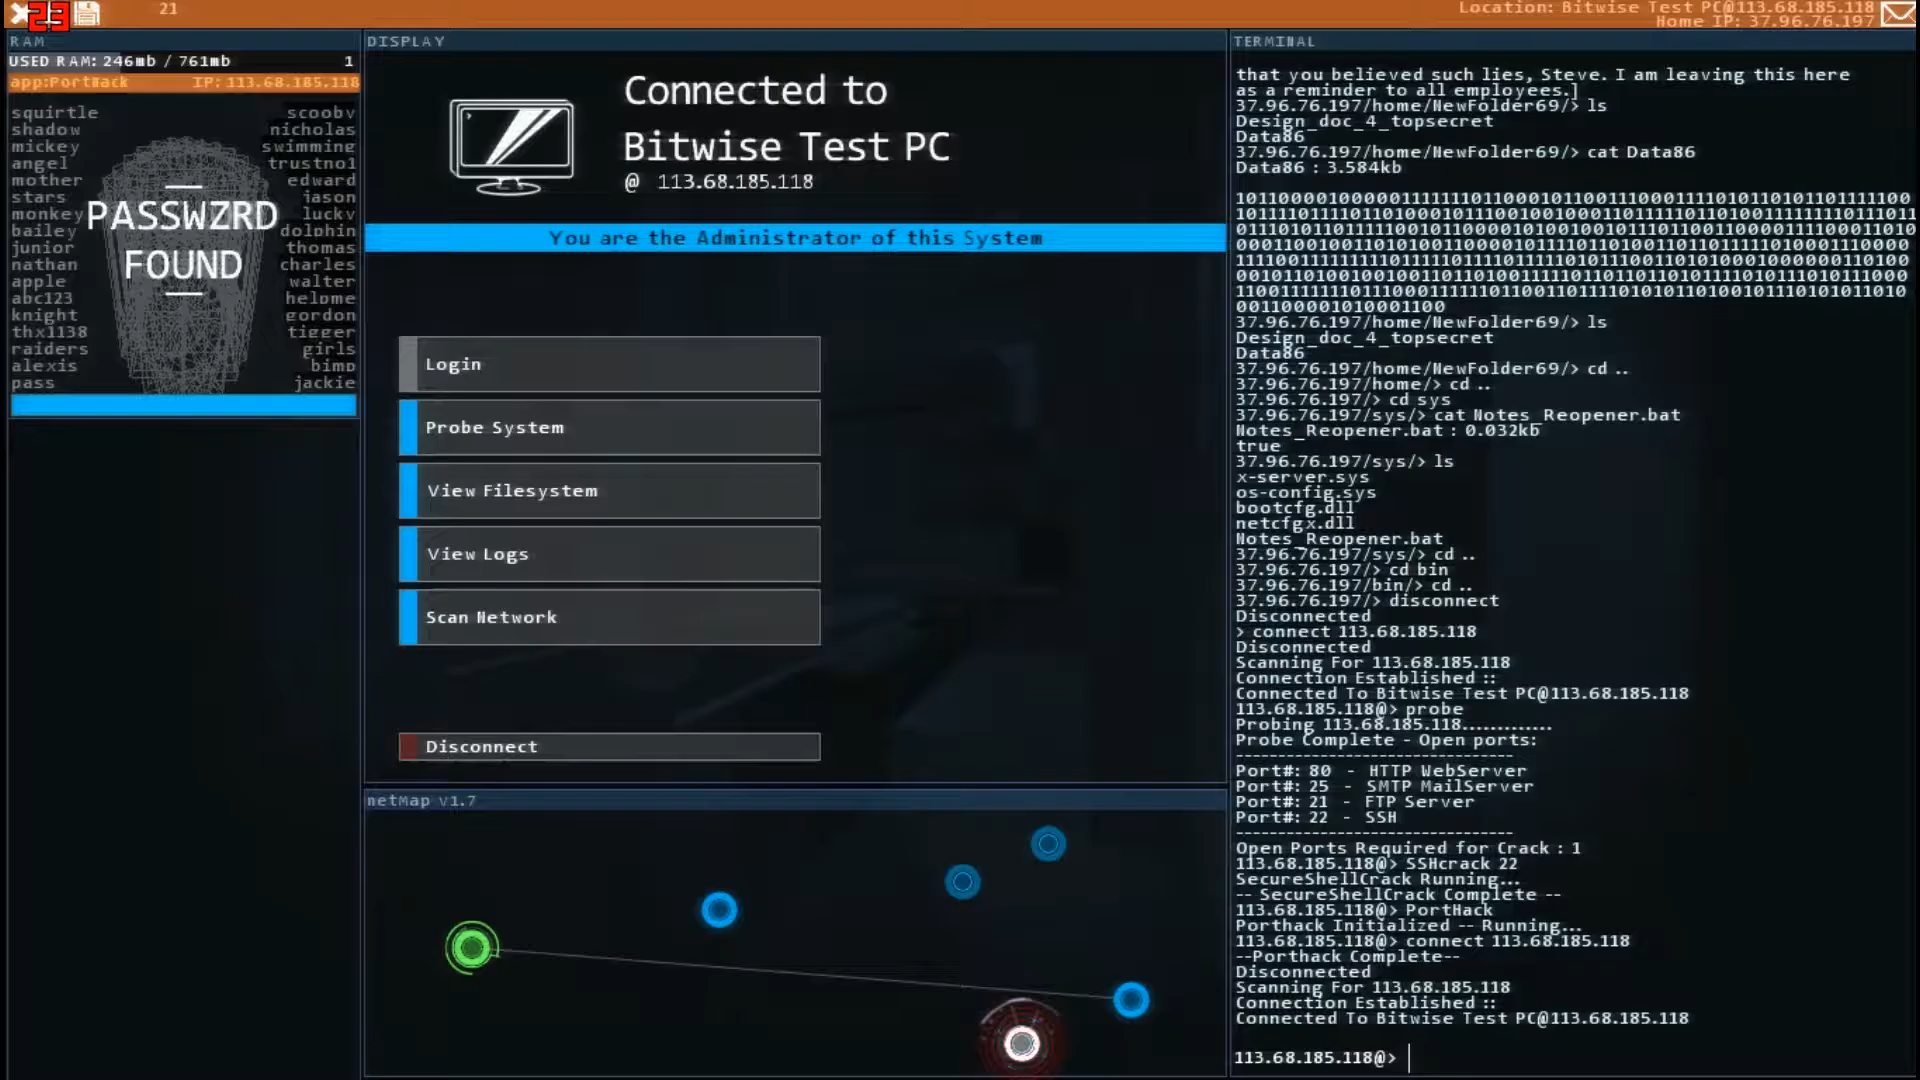 23
21
Location: Bitwise Test PC@113.68.185.118
Home IP: 37.96.76.197
RAM
USED RAM: 246mb / 761mb 1
app:PortHack IP: 113.68.185.118
squirtle scooby
shadow nicholas
mickey swimming
angel trustno1
mother edward
stars jason
monkey lucky
bailey dolphin
junior thomas
nathan charles
apple walter
abc123 helpme
knight gordon
thx1138 tigger
raiders girls
alexis bimp
pass jackie
PASSWZRD
FOUND
DISPLAY
Connected to
Bitwise Test PC
@ 113.68.185.118
You are the Administrator of this System
Login
Probe System
View Filesystem
View Logs
Scan Network
Disconnect
netMap v1.7
TERMINAL
that you believed such lies, Steve. I am leaving this here
as a reminder to all employees.]
37.96.76.197/home/NewFolder69/> ls
Design_doc_4_topsecret
Data86
37.96.76.197/home/NewFolder69/> cat Data86
Data86 : 3.584kb
37.96.76.197/home/NewFolder69/> ls
Design_doc_4_topsecret
Data86
37.96.76.197/home/NewFolder69/> cd ..
37.96.76.197/home/> cd ..
37.96.76.197/> cd sys
37.96.76.197/sys/> cat Notes_Reopener.bat
Notes_Reopener.bat : 0.032kb
true
37.96.76.197/sys/> ls
x-server.sys
os-config.sys
bootcfg.dll
netcfgx.dll
Notes_Reopener.bat
37.96.76.197/sys/> cd ..
37.96.76.197/> cd bin
37.96.76.197/bin/> cd ..
37.96.76.197/> disconnect
Disconnected
> connect 113.68.185.118
Disconnected
Scanning For 113.68.185.118
Connection Established ::
Connected To Bitwise Test PC@113.68.185.118
113.68.185.118@> probe
Probing 113.68.185.118.............
Probe Complete - Open ports:
---------------------------------
Port#: 80 - HTTP WebServer
Port#: 25 - SMTP MailServer
Port#: 21 - FTP Server
Port#: 22 - SSH
---------------------------------
Open Ports Required for Crack : 1
113.68.185.118@> SSHcrack 22
SecureShellCrack Running...
-- SecureShellCrack Complete --
113.68.185.118@> PortHack
Porthack Initialized -- Running...
113.68.185.118@> connect 113.68.185.118
--Porthack Complete--
Disconnected
Scanning For 113.68.185.118
Connection Established ::
Connected To Bitwise Test PC@113.68.185.118
113.68.185.118@>